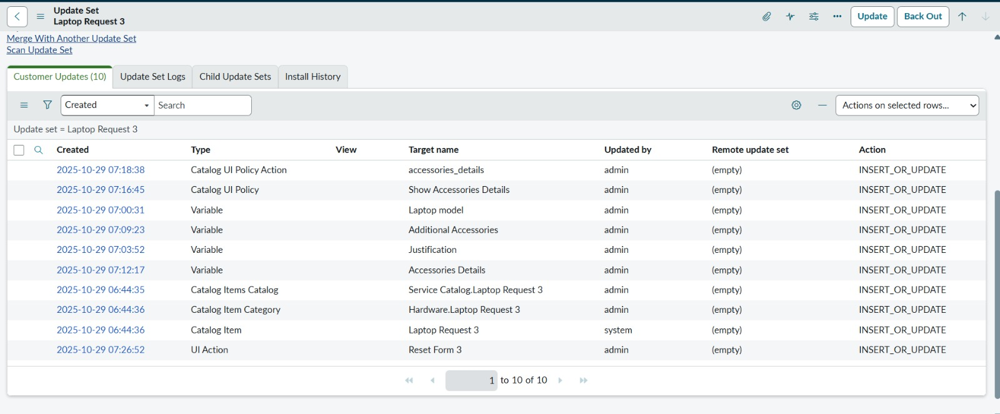 Update Set
Laptop Request 3
Update
Back Out
Merge With Another Update Set
Scan Update Set
Customer Updates (10) Update Set Logs Child Update Sets Install History
Created Search Actions on selected rows...
Update set = Laptop Request 3
Created Type View Target name Updated by Remote update set Action
2025-10-29 07:18:38 Catalog UI Policy Action accessories_details admin (empty) INSERT_OR_UPDATE
2025-10-29 07:16:45 Catalog UI Policy Show Accessories Details admin (empty) INSERT_OR_UPDATE
2025-10-29 07:00:31 Variable Laptop model admin (empty) INSERT_OR_UPDATE
2025-10-29 07:09:23 Variable Additional Accessories admin (empty) INSERT_OR_UPDATE
2025-10-29 07:03:52 Variable Justification admin (empty) INSERT_OR_UPDATE
2025-10-29 07:12:17 Variable Accessories Details admin (empty) INSERT_OR_UPDATE
2025-10-29 06:44:35 Catalog Items Catalog Service Catalog.Laptop Request 3 admin (empty) INSERT_OR_UPDATE
2025-10-29 06:44:36 Catalog Item Category Hardware.Laptop Request 3 admin (empty) INSERT_OR_UPDATE
2025-10-29 06:44:36 Catalog Item Laptop Request 3 system (empty) INSERT_OR_UPDATE
2025-10-29 07:26:52 UI Action Reset Form 3 admin (empty) INSERT_OR_UPDATE
1 to 10 of 10